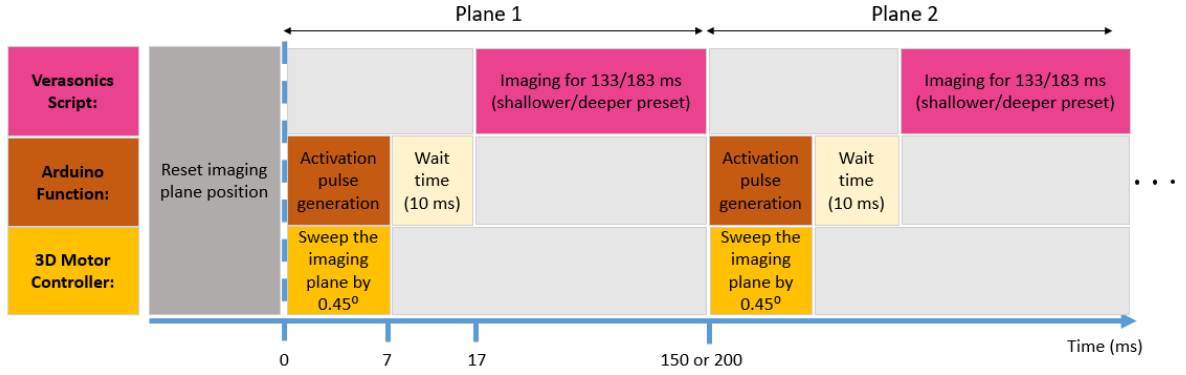 Plane 1
Plane 2
Verasonics
Script:
Imaging for 133/183 ms
(shallower/deeper preset)
Imaging for 133/183 ms
(shallower/deeper preset)
Arduino
Function:
Reset imaging
plane position
Activation
pulse
generation
Wait
time
(10 ms)
Activation
pulse
generation
Wait
time
(10 ms)
. . .
3D Motor
Controller:
Sweep the
imaging
plane by
0.45⁰
Sweep the
imaging
plane by
0.45⁰
Time (ms)
0
7
17
150 or 200